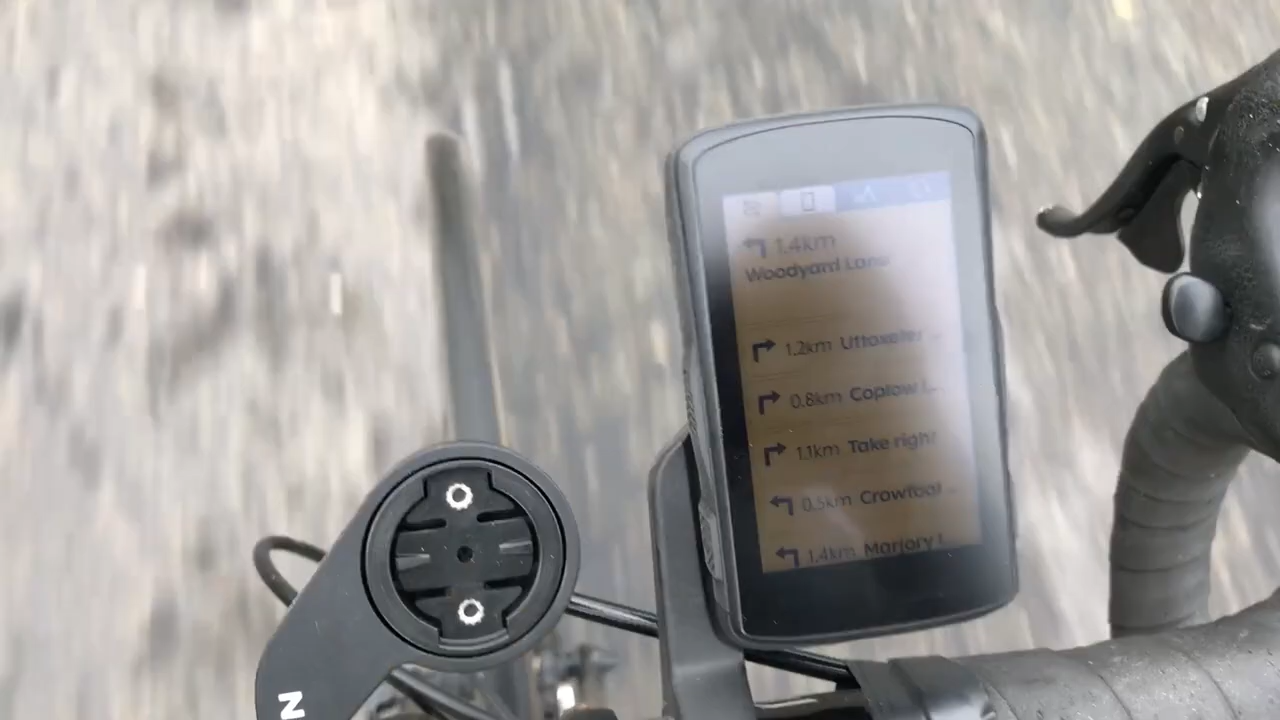 1.4km
Woodyard Lane
1.2km Uttoxeter ...
0.8km Coplow L...
1.1km Take right
0.5km Crowfoot ...
1.4km Marjory L
N